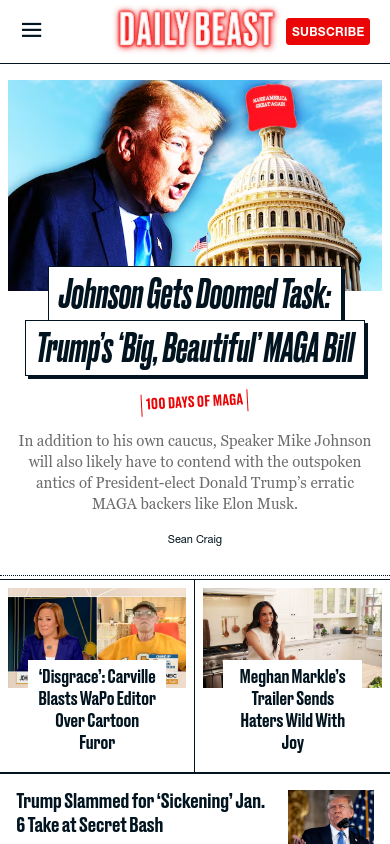 DAILY BEAST
SUBSCRIBE
MAKE AMERICA
GREAT AGAIN
Johnson Gets Doomed Task:
Trump's ‘Big, Beautiful’ MAGA Bill
100 DAYS OF MAGA
In addition to his own caucus, Speaker Mike Johnson
will also likely have to contend with the outspoken
antics of President-elect Donald Trump’s erratic
MAGA backers like Elon Musk.
Sean Craig
‘Disgrace’: Carville
Blasts WaPo Editor
Over Cartoon
Furor
Meghan Markle’s
Trailer Sends
Haters Wild With
Joy
Trump Slammed for ‘Sickening’ Jan.
6 Take at Secret Bash